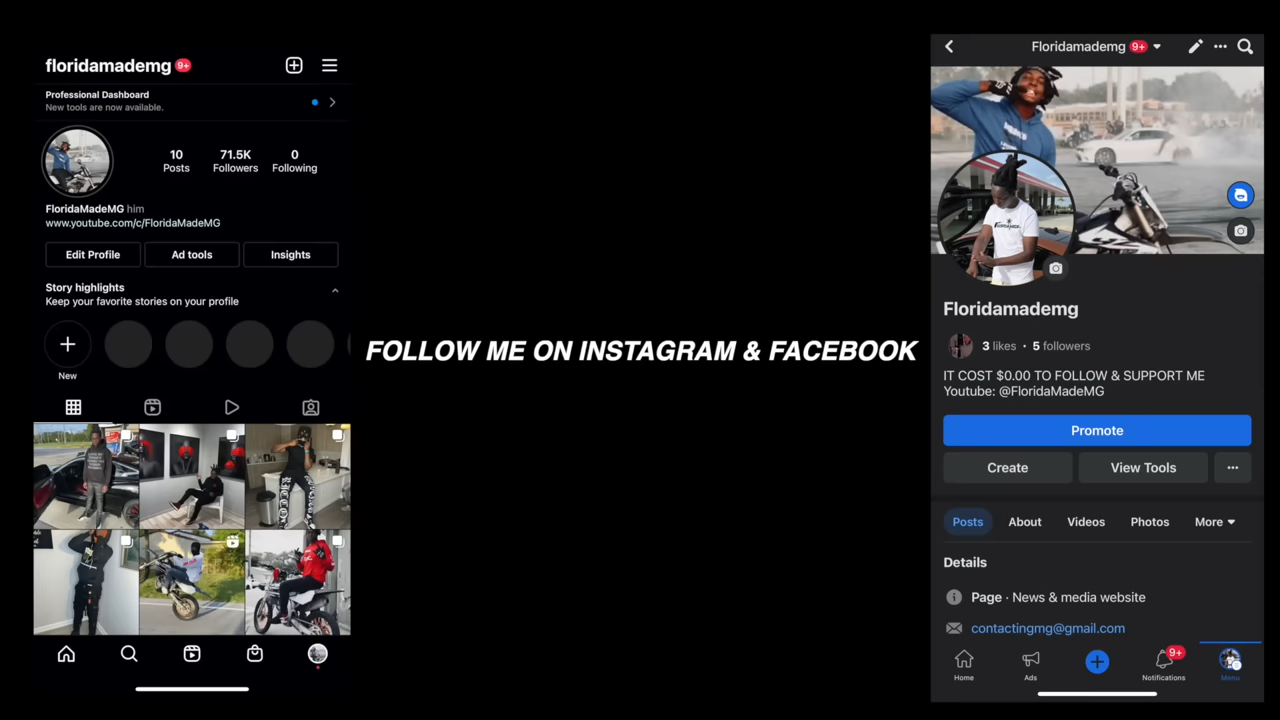 floridamademg 9+
Professional Dashboard
New tools are now available.
10
Posts
71.5K
Followers
0
Following
FloridaMadeMG him
www.youtube.com/c/FloridaMadeMG
Edit Profile
Ad tools
Insights
Story highlights
Keep your favorite stories on your profile
New
FOLLOW ME ON INSTAGRAM & FACEBOOK
Floridamademg 9+
Floridamademg
3 likes • 5 followers
IT COST $0.00 TO FOLLOW & SUPPORT ME
Youtube: @FloridaMadeMG
Promote
Create
View Tools
Posts
About
Videos
Photos
More
Details
Page · News & media website
contactingmg@gmail.com
Home
Ads
9+
Notifications
Menu